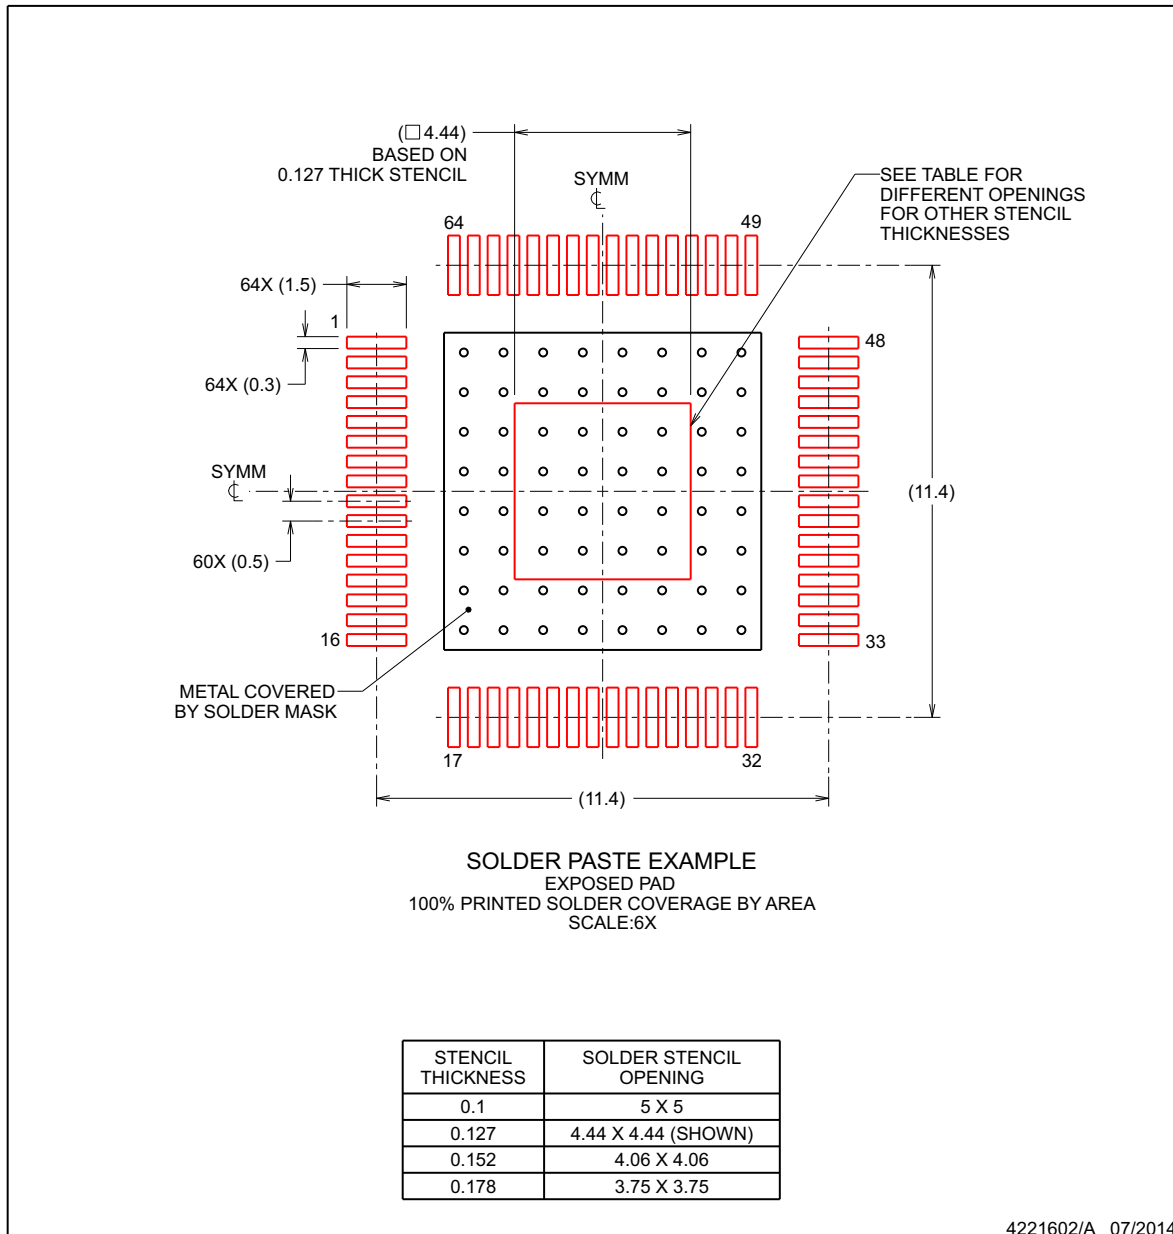 (□ 4.44)
BASED ON
0.127 THICK STENCIL
SYMM
℄
SEE TABLE FOR
DIFFERENT OPENINGS
FOR OTHER STENCIL
THICKNESSES
64
49
64X (1.5)
1
48
64X (0.3)
SYMM
℄
(11.4)
60X (0.5)
16
33
METAL COVERED
BY SOLDER MASK
17
32
(11.4)
SOLDER PASTE EXAMPLE
EXPOSED PAD
100% PRINTED SOLDER COVERAGE BY AREA
SCALE:6X
STENCIL
THICKNESS
SOLDER STENCIL
OPENING
0.1
5 X 5
0.127
4.44 X 4.44 (SHOWN)
0.152
4.06 X 4.06
0.178
3.75 X 3.75
4221602/A 07/2014